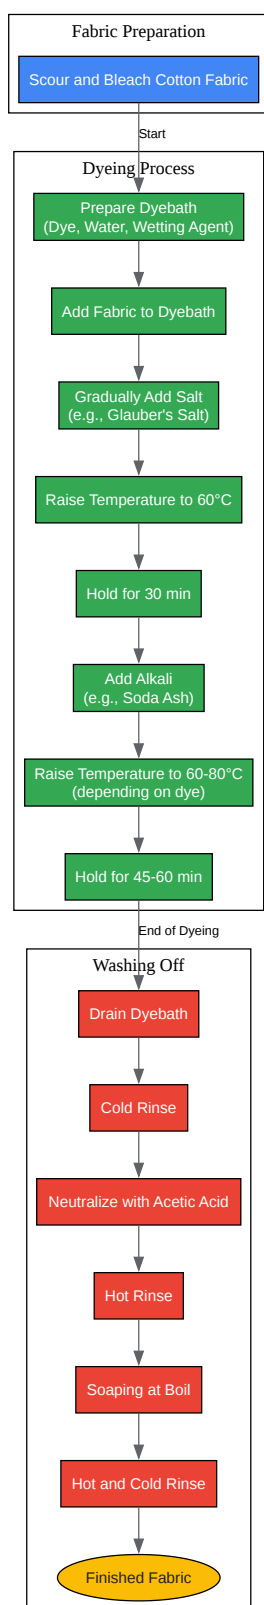 Fabric Preparation
Scour and Bleach Cotton Fabric
Start
Dyeing Process
Prepare Dyebath
(Dye, Water, Wetting Agent)
Add Fabric to Dyebath
Gradually Add Salt
(e.g., Glauber's Salt)
Raise Temperature to 60°C
Hold for 30 min
Add Alkali
(e.g., Soda Ash)
Raise Temperature to 60-80°C
(depending on dye)
Hold for 45-60 min
End of Dyeing
Washing Off
Drain Dyebath
Cold Rinse
Neutralize with Acetic Acid
Hot Rinse
Soaping at Boil
Hot and Cold Rinse
Finished Fabric